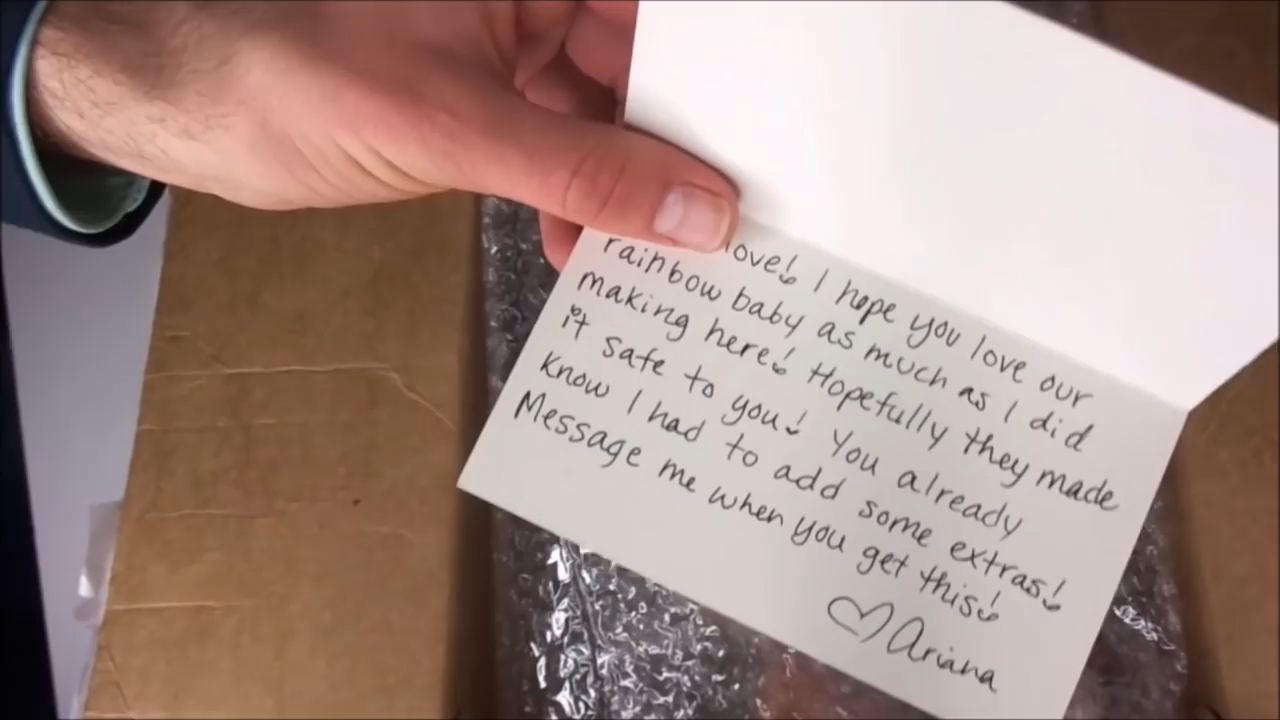 love! I hope you love our
rainbow baby as much as I did
making here! Hopefully they made
it safe to you! You already
know I had to add some extras!
Message me when you get this!
♡ Ariana